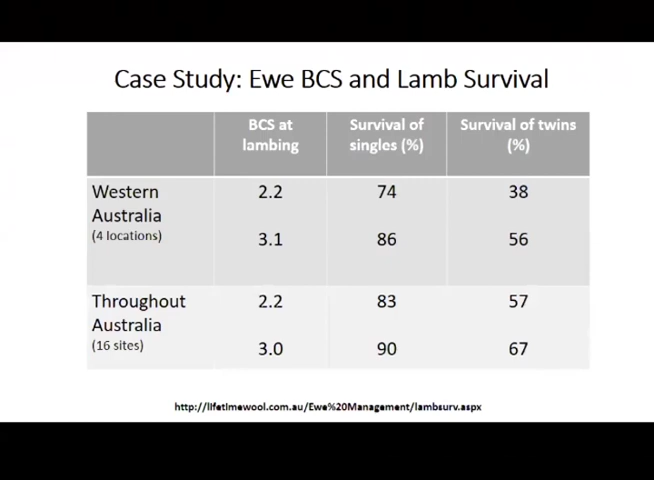 Case Study: Ewe BCS and Lamb Survival
BCS at lambing Survival of singles (%) Survival of twins (%)
Western Australia (4 locations) 2.2 74 38
3.1 86 56
Throughout Australia (16 sites) 2.2 83 57
3.0 90 67
http://lifetimewool.com.au/Ewe%20Management/lambsurv.aspx